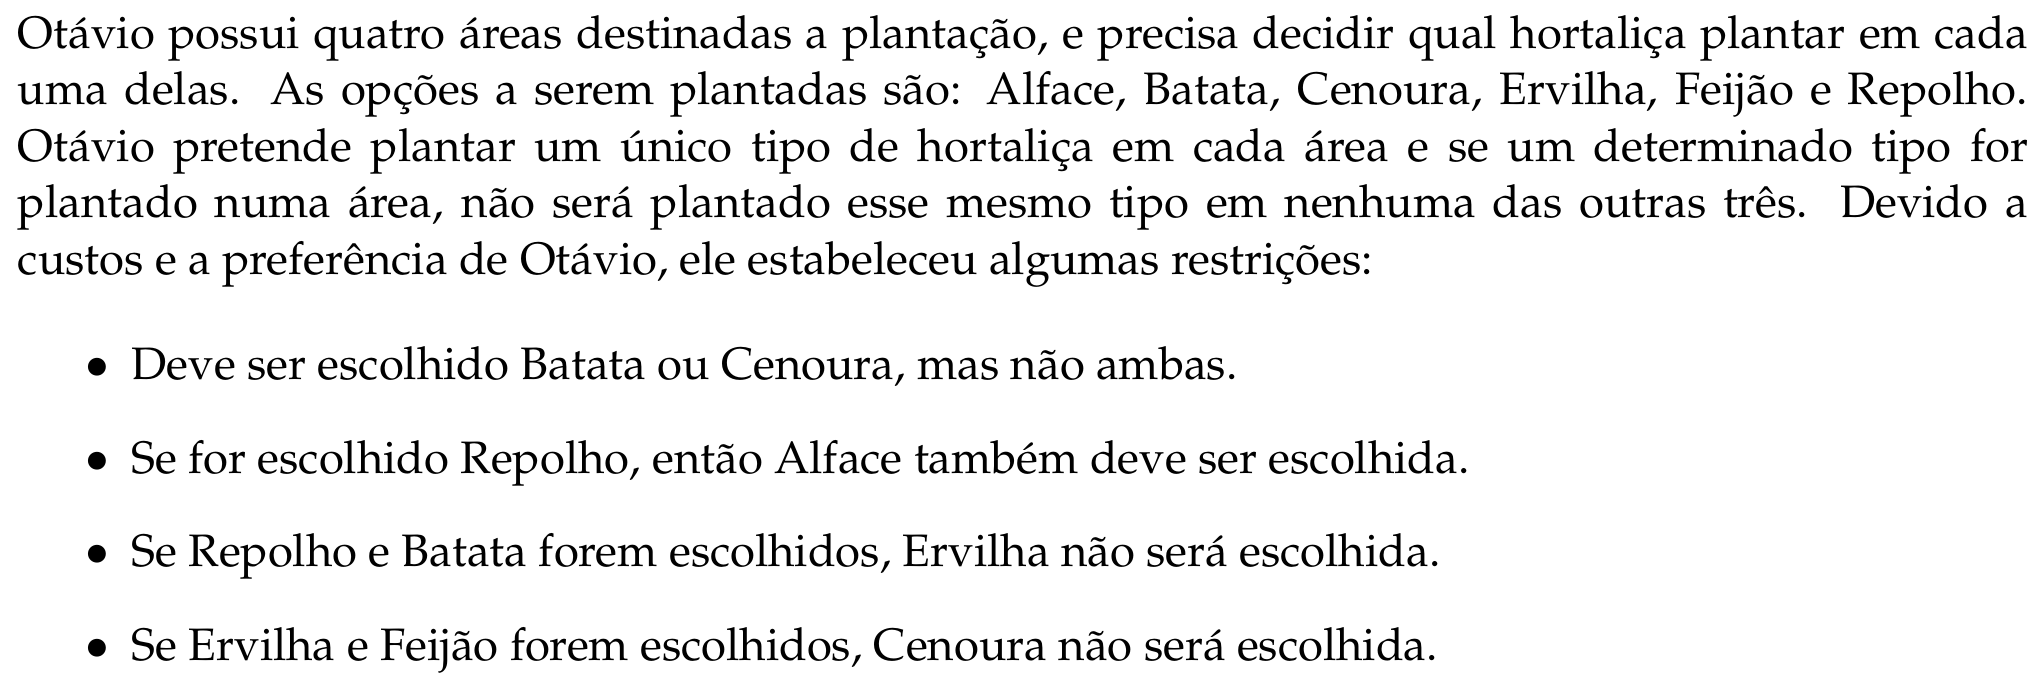 Otávio possui quatro áreas destinadas a plantação, e precisa decidir qual hortaliça plantar em cada
uma delas. As opções a serem plantadas são: Alface, Batata, Cenoura, Ervilha, Feijão e Repolho.
Otávio pretende plantar um único tipo de hortaliça em cada área e se um determinado tipo for
plantado numa área, não será plantado esse mesmo tipo em nenhuma das outras três. Devido a
custos e a preferência de Otávio, ele estabeleceu algumas restrições:
• Deve ser escolhido Batata ou Cenoura, mas não ambas.
• Se for escolhido Repolho, então Alface também deve ser escolhida.
• Se Repolho e Batata forem escolhidos, Ervilha não será escolhida.
• Se Ervilha e Feijão forem escolhidos, Cenoura não será escolhida.